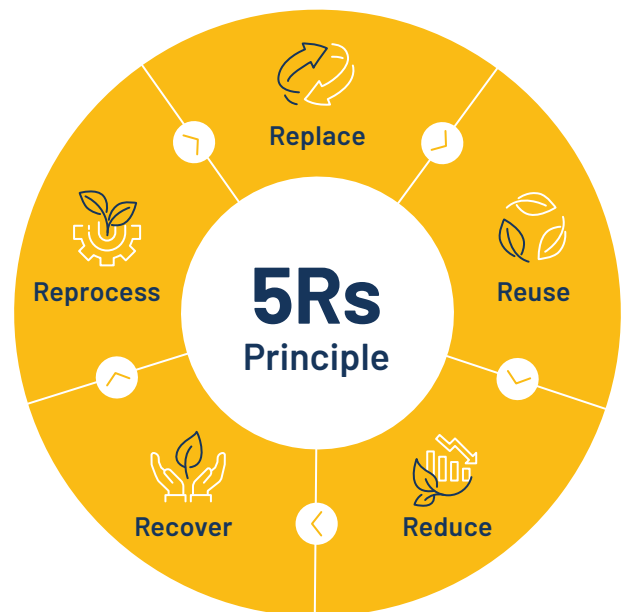 Replace
Reuse
Reduce
Recover
Reprocess
5Rs
Principle